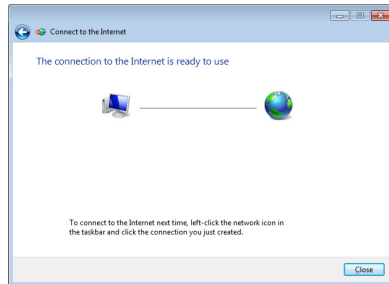 Connect to the Internet
The connection to the Internet is ready to use
To connect to the Internet next time, left-click the network icon in
the taskbar and click the connection you just created.
Close